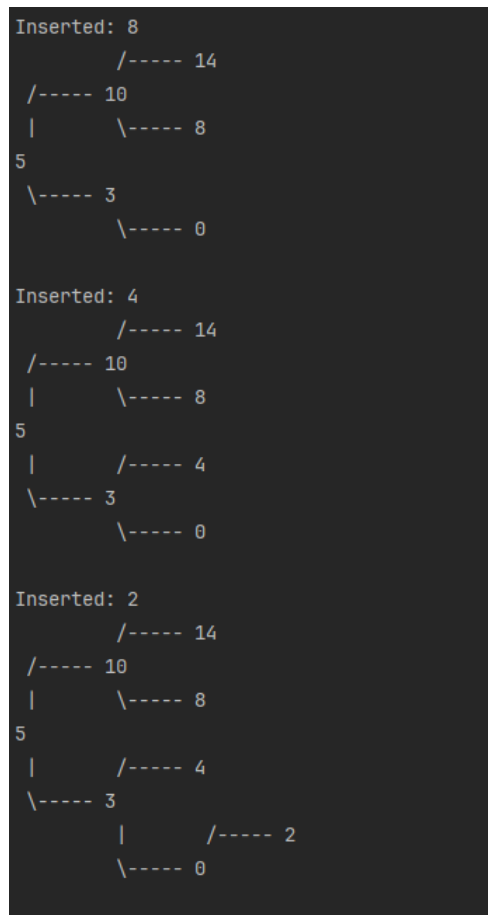 Inserted: 8
         /----- 14
 /----- 10
 |       \----- 8
5
 \----- 3
         \----- 0

Inserted: 4
         /----- 14
 /----- 10
 |       \----- 8
5
 |       /----- 4
 \----- 3
         \----- 0

Inserted: 2
         /----- 14
 /----- 10
 |       \----- 8
5
 |       /----- 4
 \----- 3
         |       /----- 2
         \----- 0